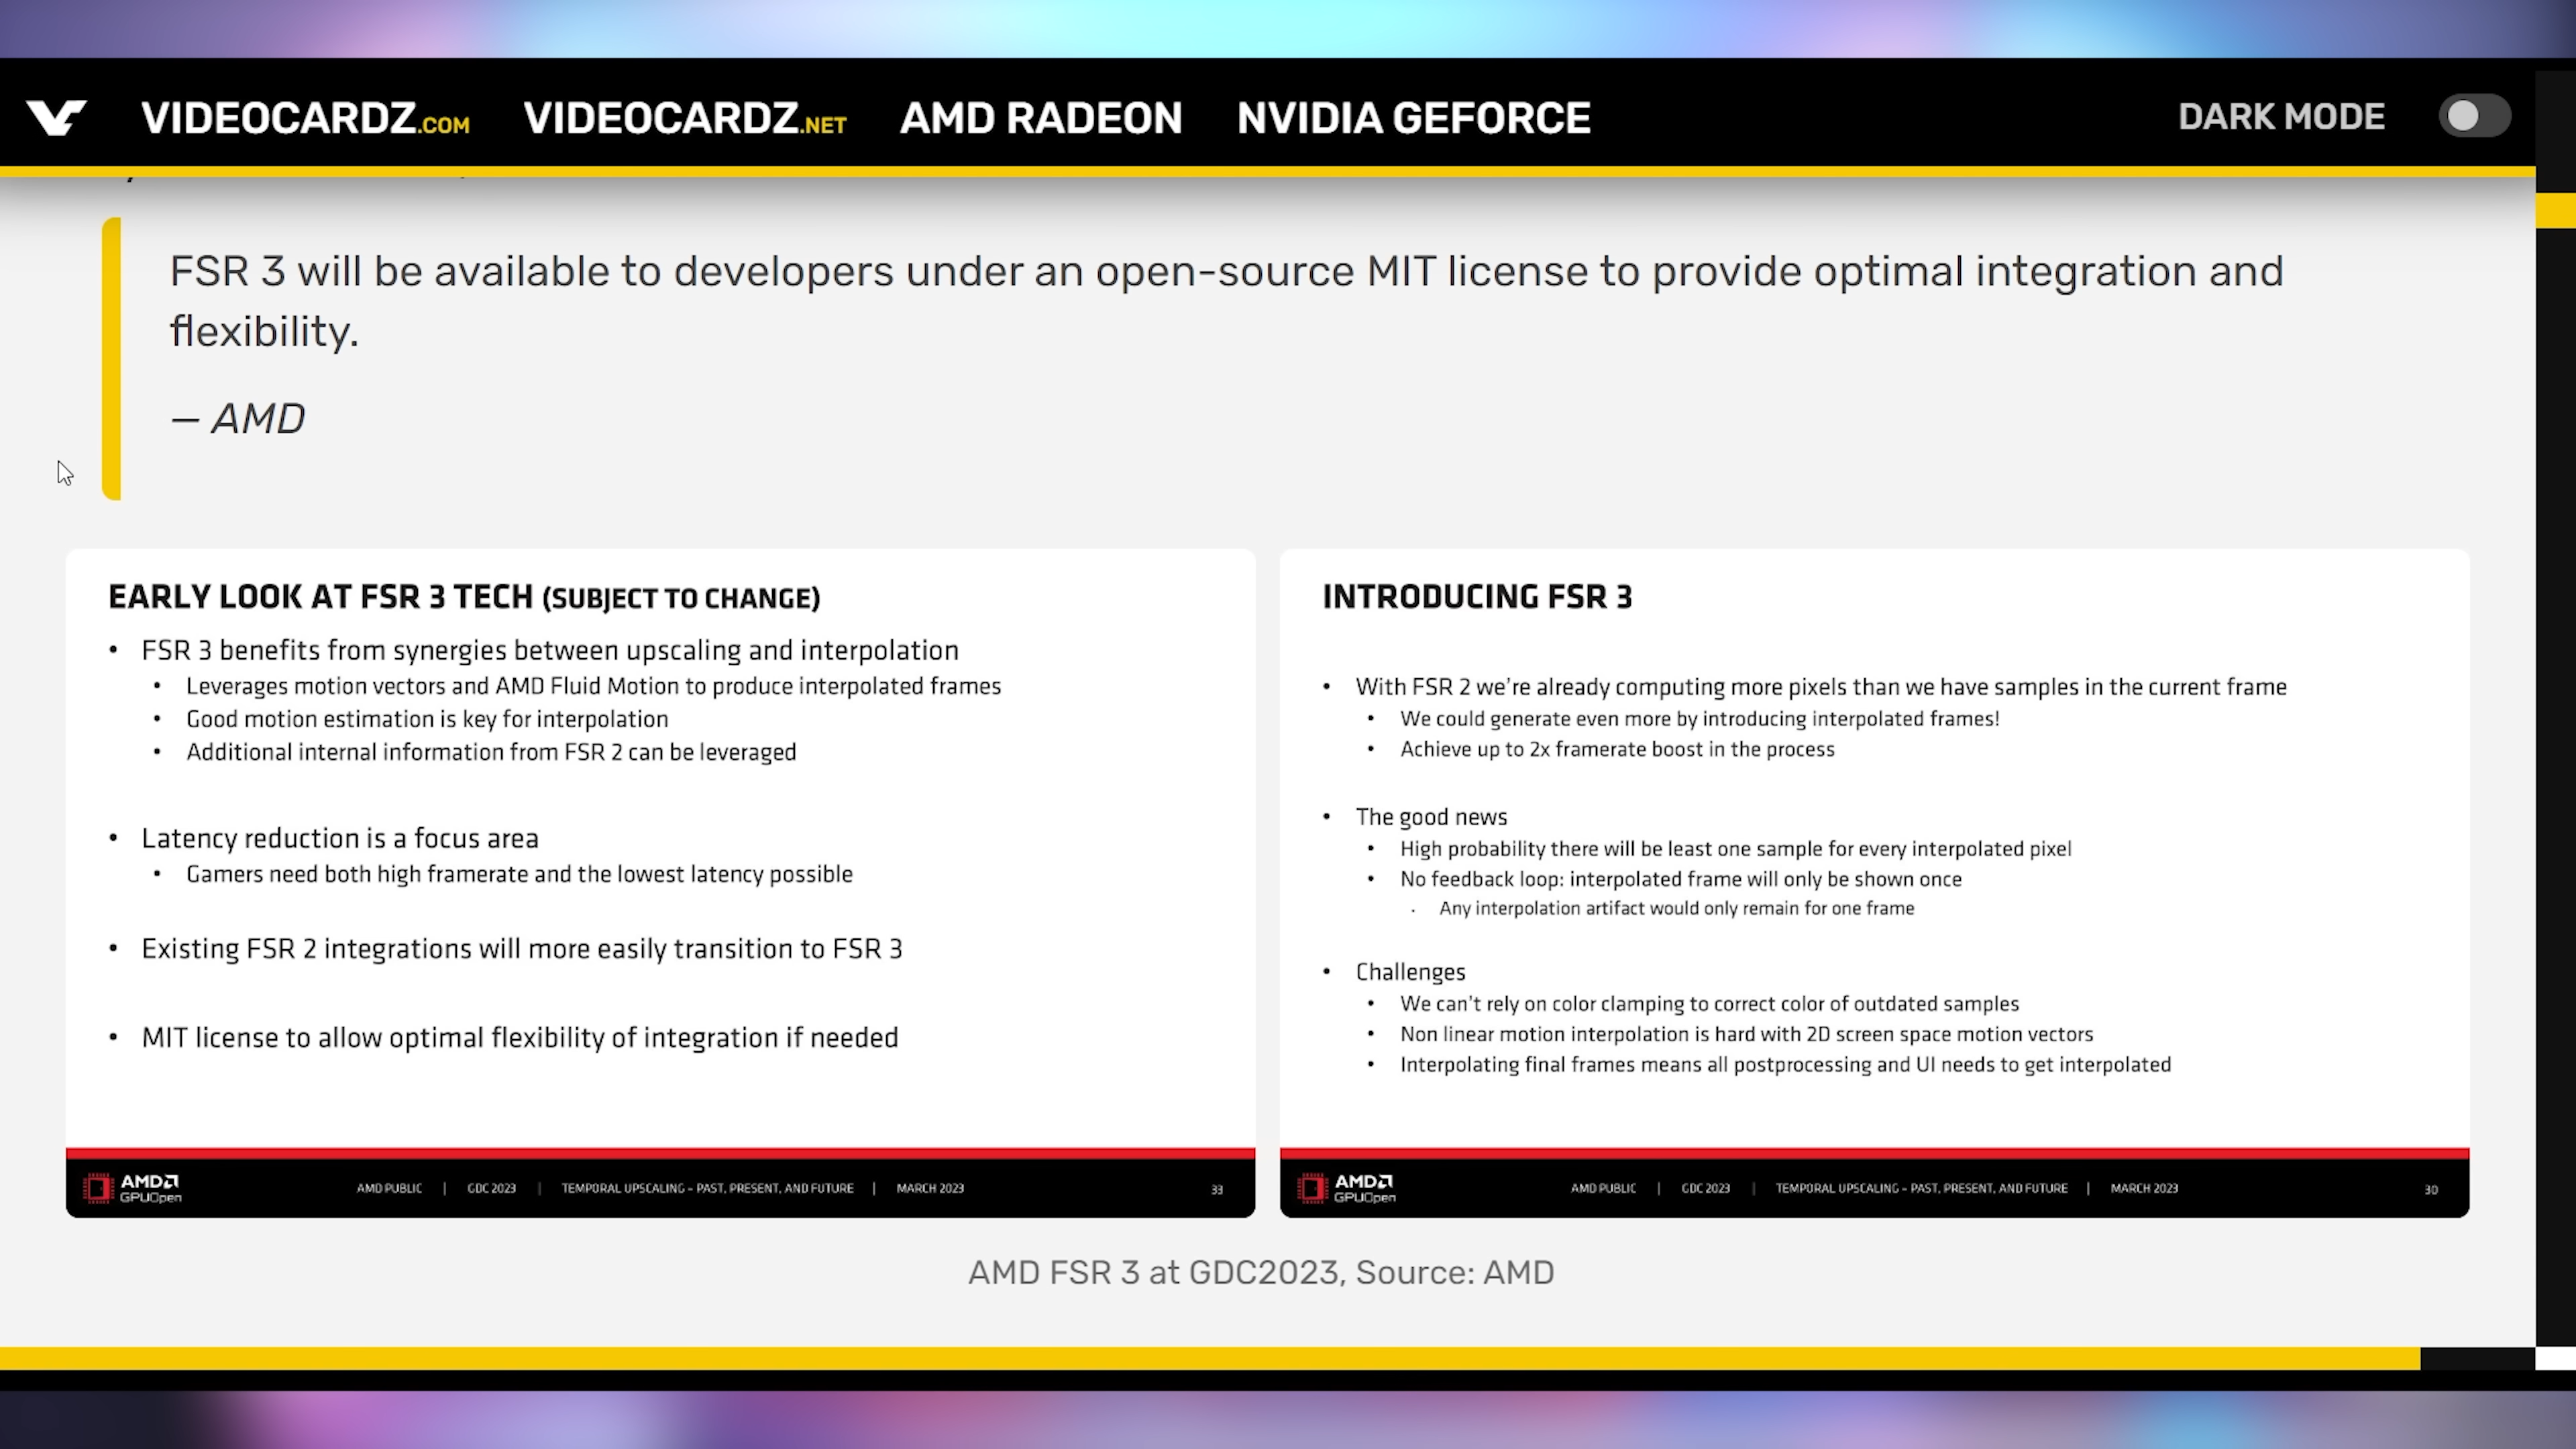 VIDEOCARDZ.COM VIDEOCARDZ.NET AMD RADEON NVIDIA GEFORCE DARK MODE
FSR 3 will be available to developers under an open-source MIT license to provide optimal integration and
flexibility.
— AMD
EARLY LOOK AT FSR 3 TECH (SUBJECT TO CHANGE)
• FSR 3 benefits from synergies between upscaling and interpolation
• Leverages motion vectors and AMD Fluid Motion to produce interpolated frames
• Good motion estimation is key for interpolation
• Additional internal information from FSR 2 can be leveraged
• Latency reduction is a focus area
• Gamers need both high framerate and the lowest latency possible
• Existing FSR 2 integrations will more easily transition to FSR 3
• MIT license to allow optimal flexibility of integration if needed
AMD GPUOpen
AMD PUBLIC | GDC 2023 | TEMPORAL UPSCALING – PAST, PRESENT, AND FUTURE | MARCH 2023
33
INTRODUCING FSR 3
• With FSR 2 we're already computing more pixels than we have samples in the current frame
• We could generate even more by introducing interpolated frames!
• Achieve up to 2x framerate boost in the process
• The good news
• High probability there will be least one sample for every interpolated pixel
• No feedback loop: interpolated frame will only be shown once
• Any interpolation artifact would only remain for one frame
• Challenges
• We can't rely on color clamping to correct color of outdated samples
• Non linear motion interpolation is hard with 2D screen space motion vectors
• Interpolating final frames means all postprocessing and UI needs to get interpolated
AMD GPUOpen
AMD PUBLIC | GDC 2023 | TEMPORAL UPSCALING – PAST, PRESENT, AND FUTURE | MARCH 2023
30
AMD FSR 3 at GDC2023, Source: AMD